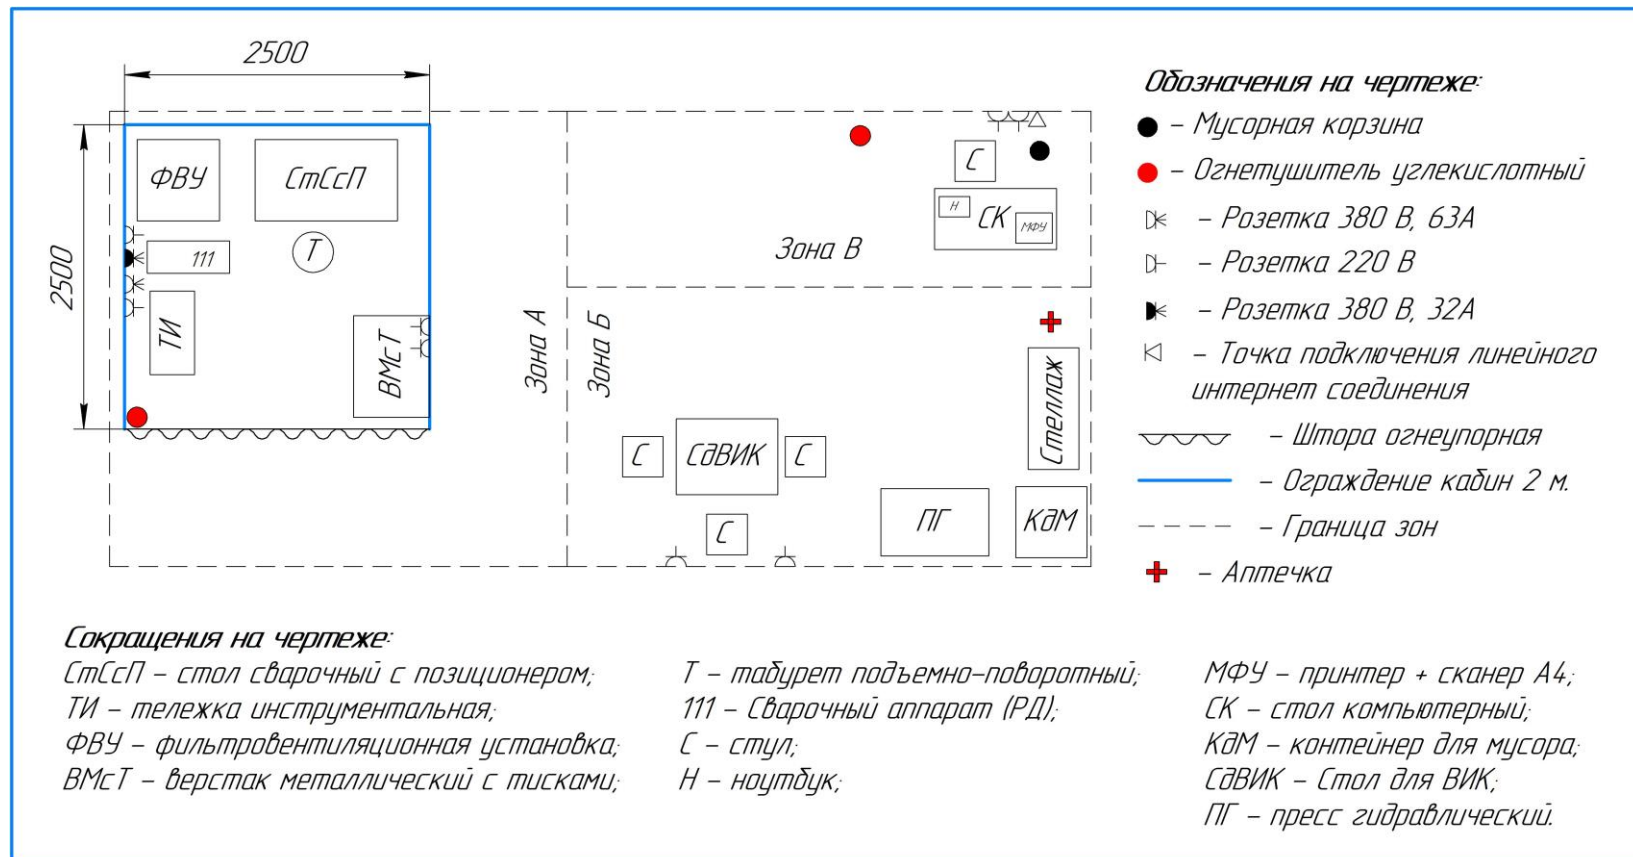 2500
2500
ФВУ
СтСсП
111
Т
ТИ
ВМсТ
Зона А
Зона Б
Зона В
С
Н
СК
МФУ
Стеллаж
С
СдВИК
С
С
ПГ
КдМ
Обозначения на чертеже:
– Мусорная корзина
– Огнетушитель углекислотный
– Розетка 380 В, 63А
– Розетка 220 В
– Розетка 380 В, 32А
– Точка подключения линейного
интернет соединения
– Штора огнеупорная
– Ограждение кабин 2 м.
– Граница зон
– Аптечка
Сокращения на чертеже:
СтСсП – стол сварочный с позиционером;
ТИ – тележка инструментальная;
ФВУ – фильтровентиляционная установка;
ВМсТ – верстак металлический с тисками;
Т – табурет подъемно-поворотный;
111 – Сварочный аппарат (РД);
С – стул;
Н – ноутбук;
МФУ – принтер + сканер А4;
СК – стол компьютерный;
КдМ – контейнер для мусора;
СдВИК – Стол для ВИК;
ПГ – пресс гидравлический.